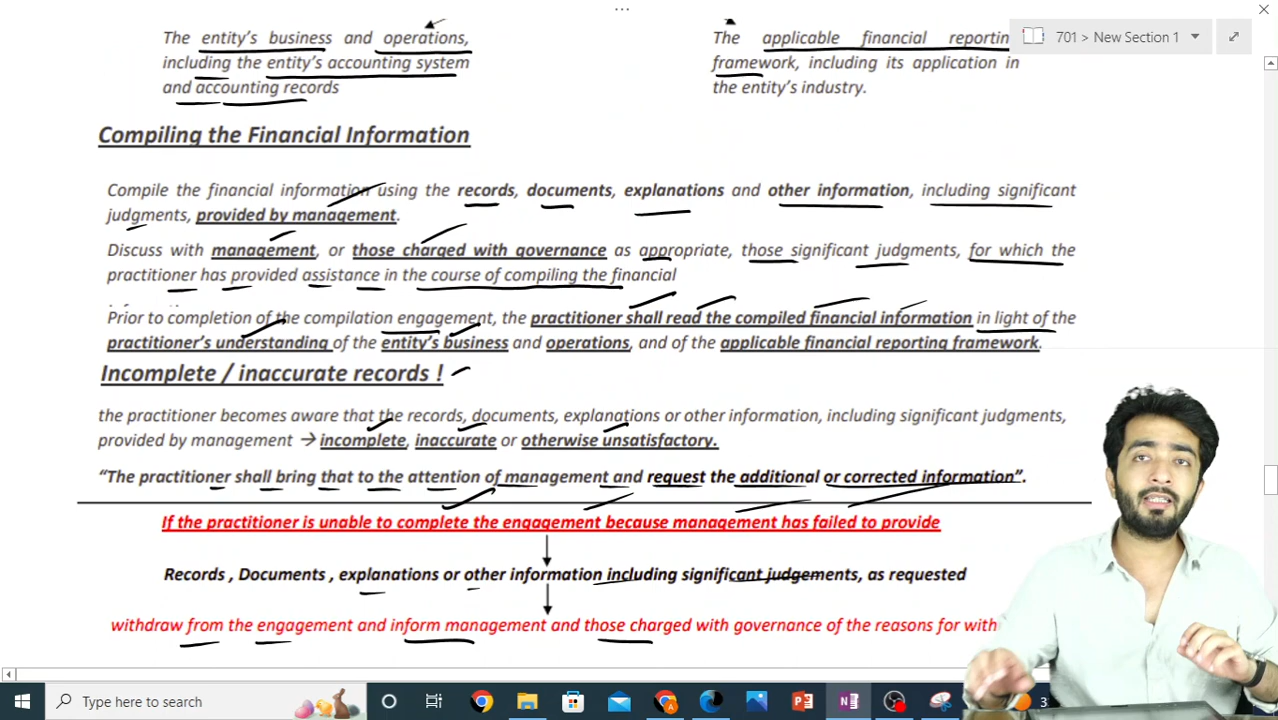 The entity's business and operations,
including the entity's accounting system
and accounting records
The applicable financial reporting
framework, including its application in
the entity's industry.
701 > New Section 1
Compiling the Financial Information
Compile the financial information using the records, documents, explanations and other information, including significant
judgments, provided by management.
Discuss with management, or those charged with governance as appropriate, those significant judgments, for which the
practitioner has provided assistance in the course of compiling the financial
Prior to completion of the compilation engagement, the practitioner shall read the compiled financial information in light of the
practitioner's understanding of the entity's business and operations, and of the applicable financial reporting framework.
Incomplete / inaccurate records !
the practitioner becomes aware that the records, documents, explanations or other information, including significant judgments,
provided by management → incomplete, inaccurate or otherwise unsatisfactory.
"The practitioner shall bring that to the attention of management and request the additional or corrected information".
If the practitioner is unable to complete the engagement because management has failed to provide
Records , Documents , explanations or other information including significant judgements, as requested
withdraw from the engagement and inform management and those charged with governance of the reasons for with
Type here to search
3